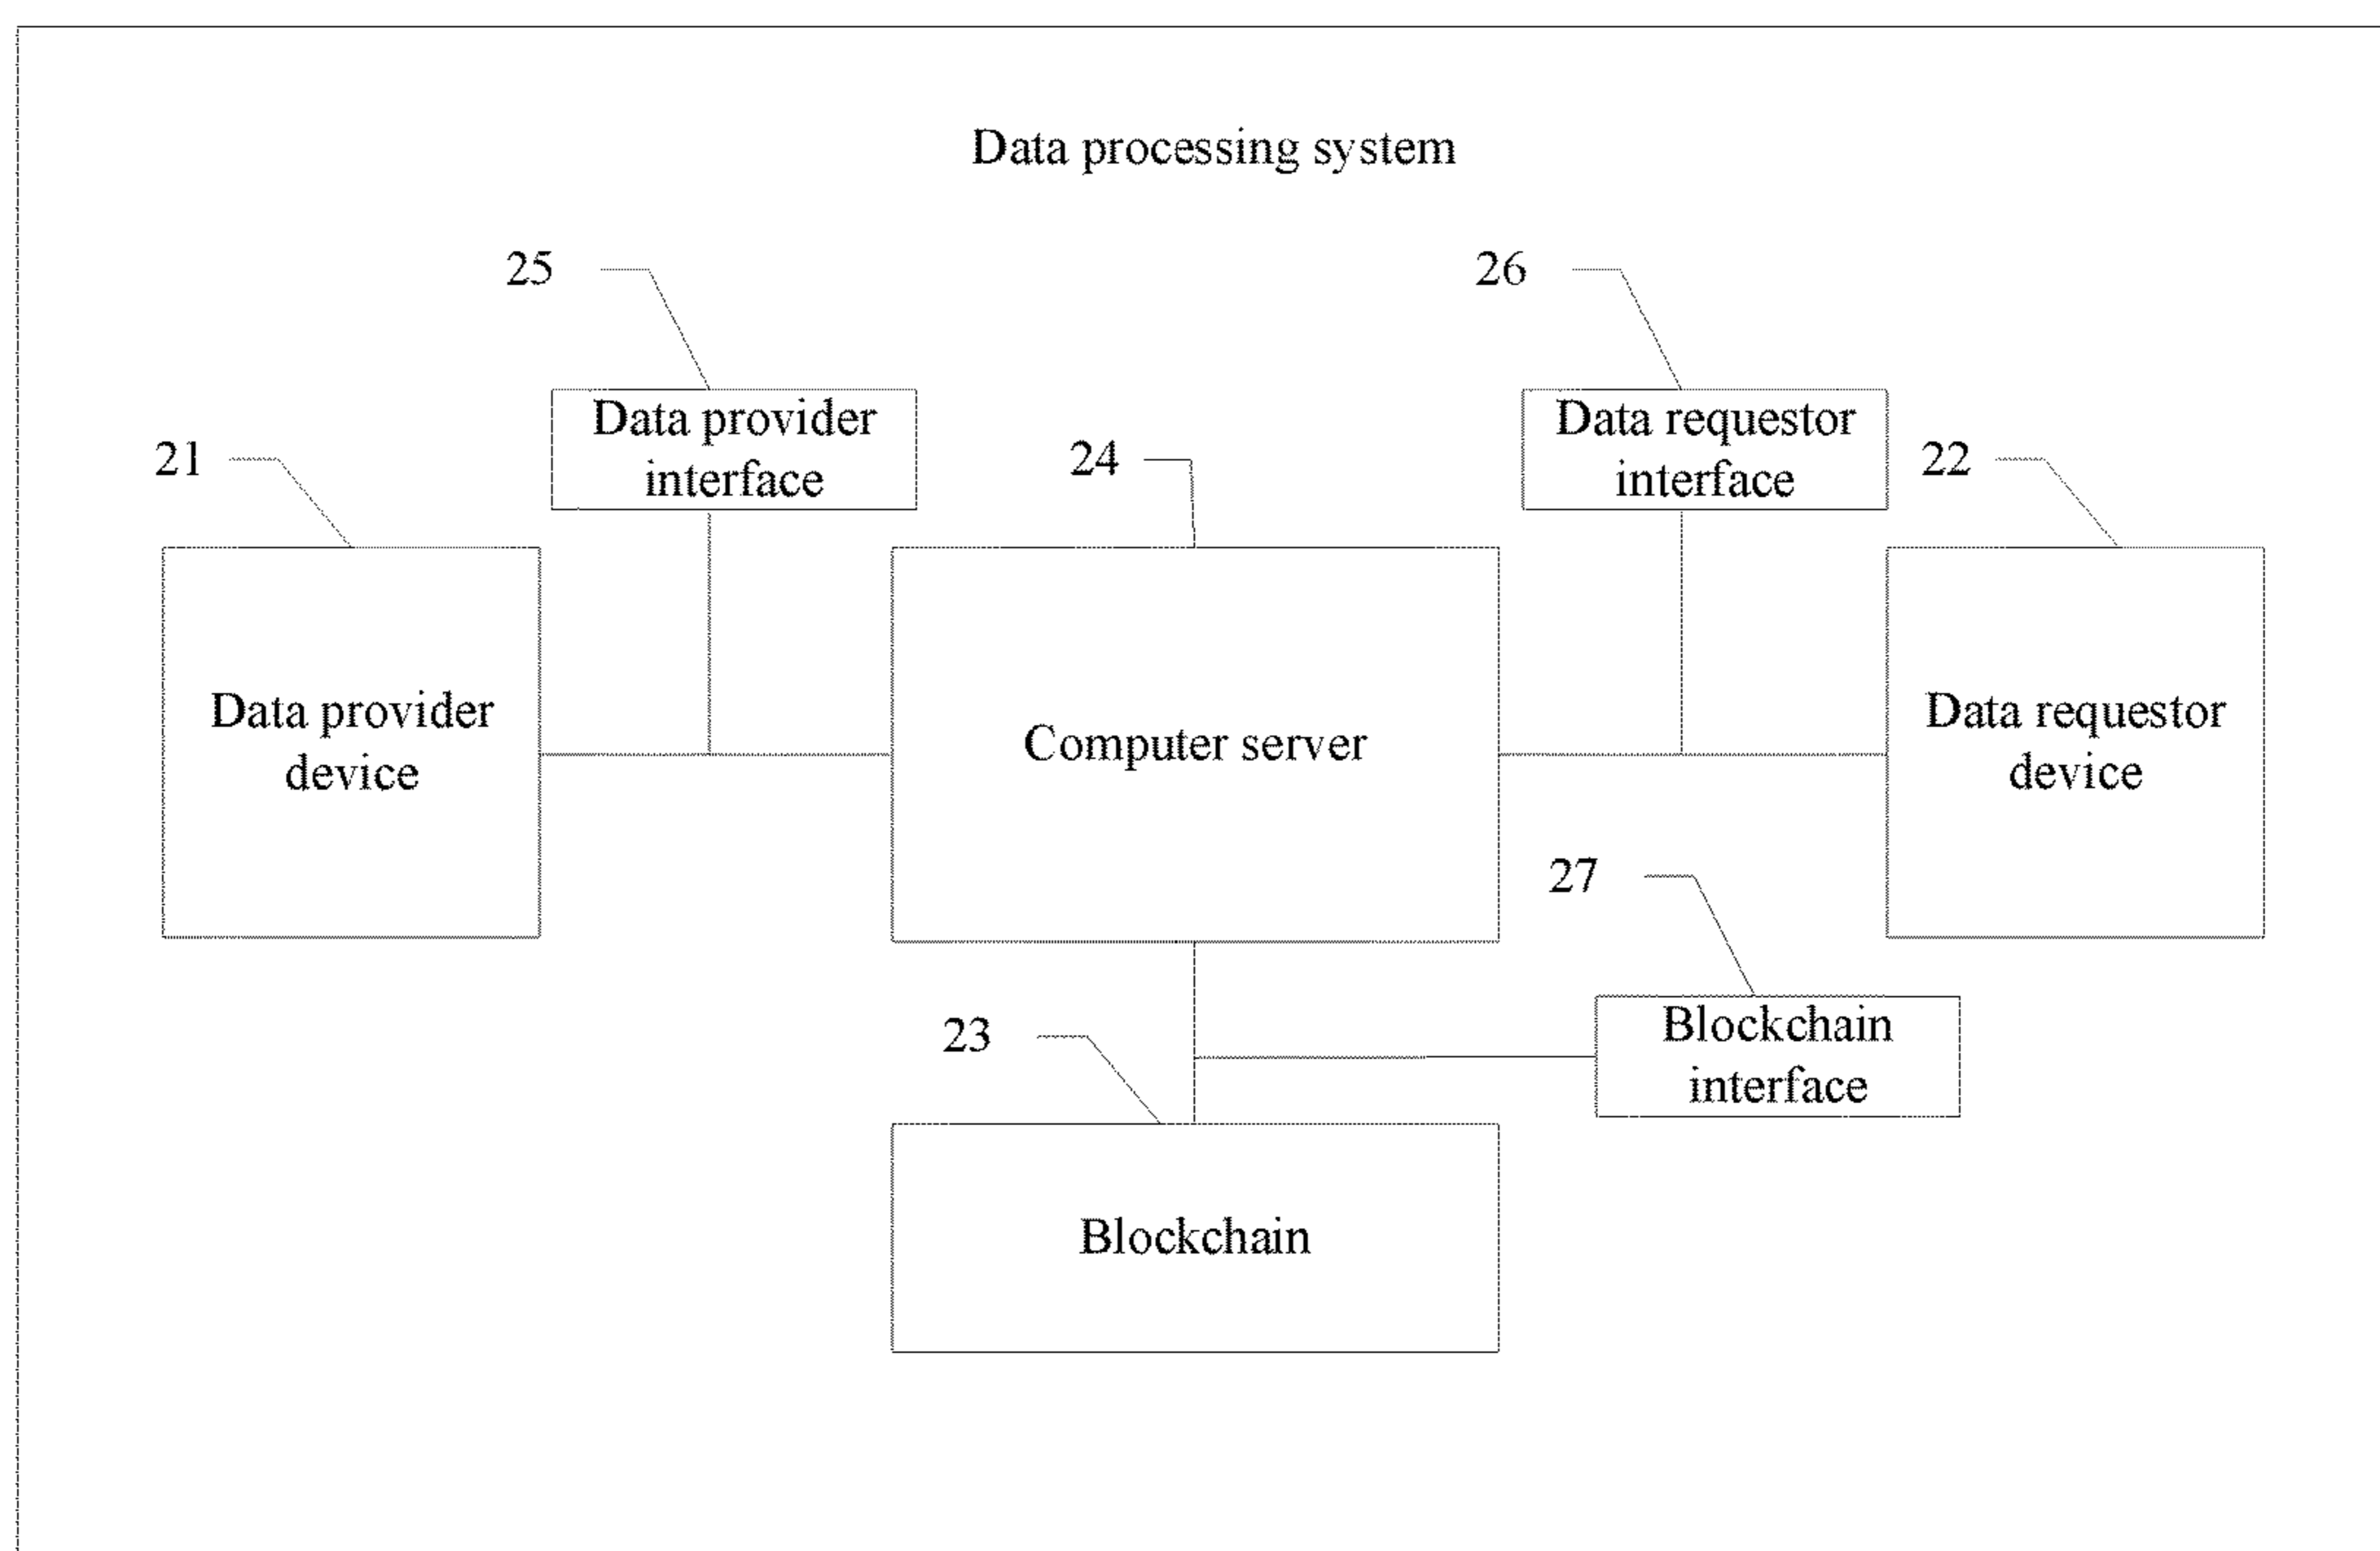 Data processing system
25
26
Data provider
interface
Data requestor
interface
21
24
22
Data provider
device
Computer server
Data requestor
device
27
23
Blockchain
interface
Blockchain